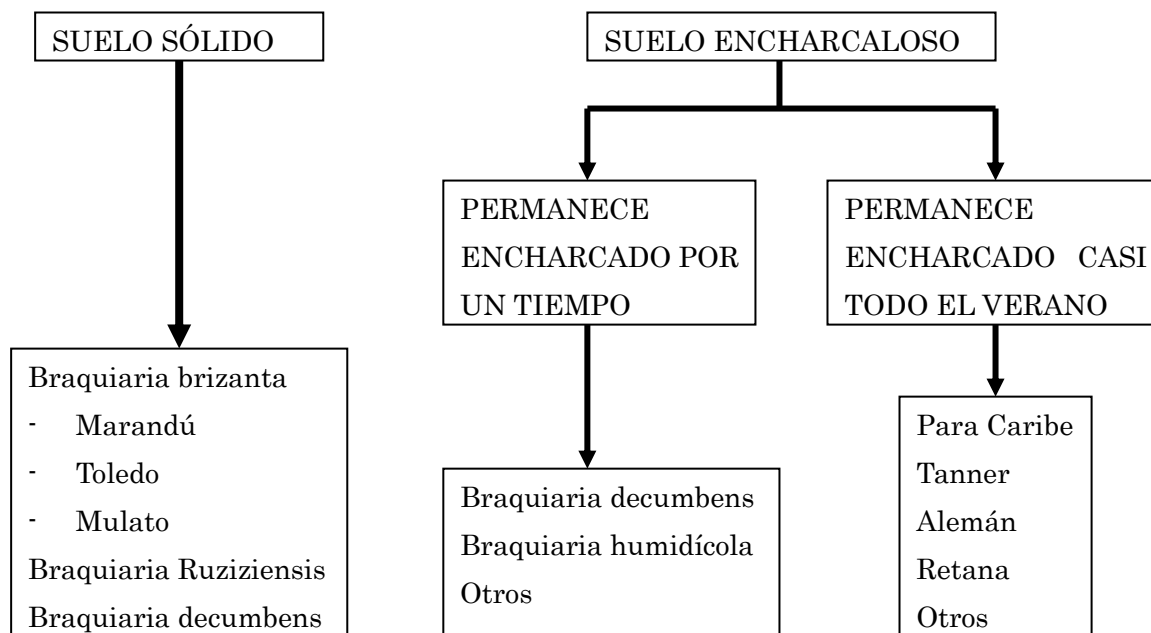 SUELO SÓLIDO
SUELO ENCHARCALOSO
PERMANECE
ENCHARCADO POR
UN TIEMPO
PERMANECE
ENCHARCADO CASI
TODO EL VERANO
Braquiaria brizanta
- Marandú
- Toledo
- Mulato
Braquiaria Ruziziensis
Braquiaria decumbens
Braquiaria decumbens
Braquiaria humidícola
Otros
Para Caribe
Tanner
Alemán
Retana
Otros